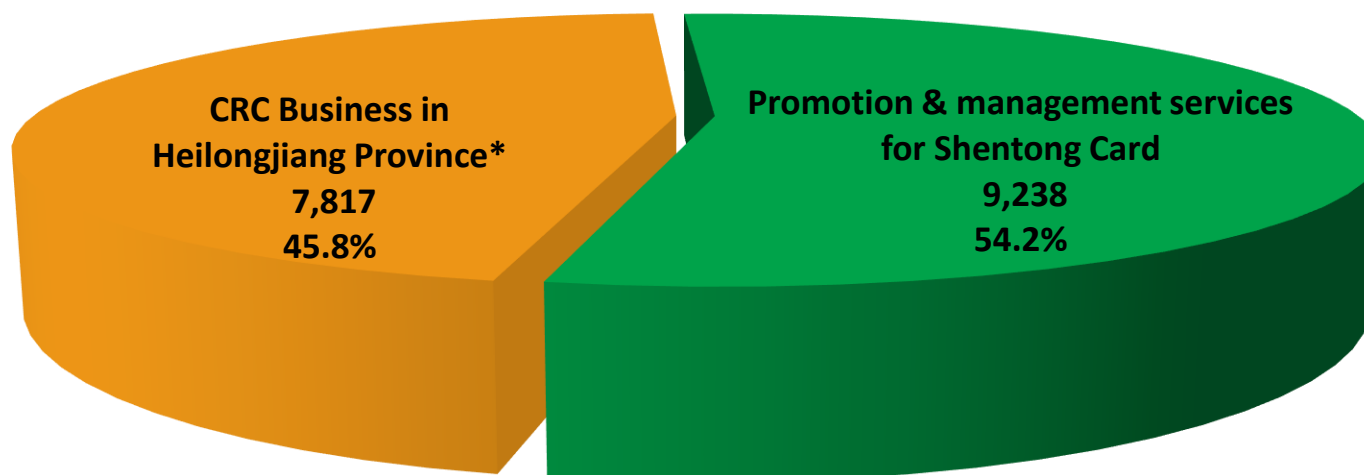 CRC Business in
Heilongjiang Province*
7,817
45.8%
Promotion & management services
for Shentong Card
9,238
54.2%